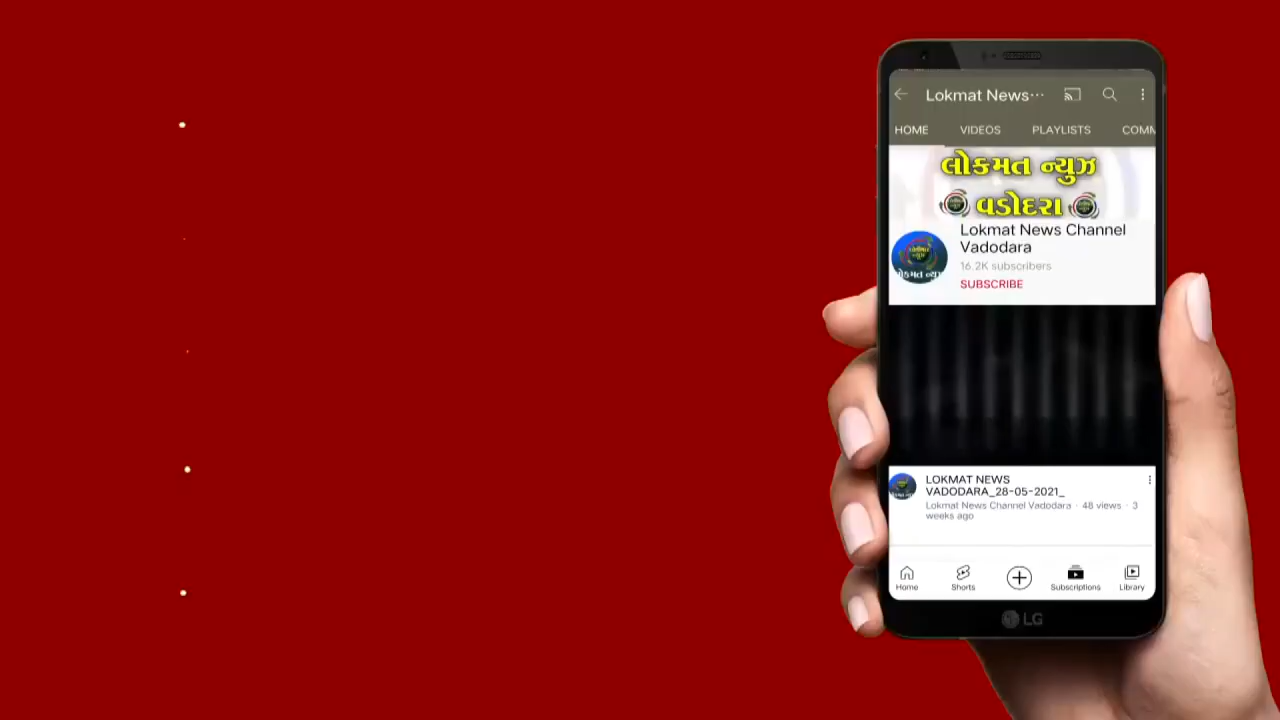 Lokmat News...
HOME VIDEOS PLAYLISTS COMM
લોકમત ન્યુઝ
વડોદરા
Lokmat News Channel
Vadodara
16.2K subscribers
SUBSCRIBE
LOKMAT NEWS
VADODARA_28-05-2021_
Lokmat News Channel Vadodara · 48 views · 3
weeks ago
Home Shorts Subscriptions Library
LG